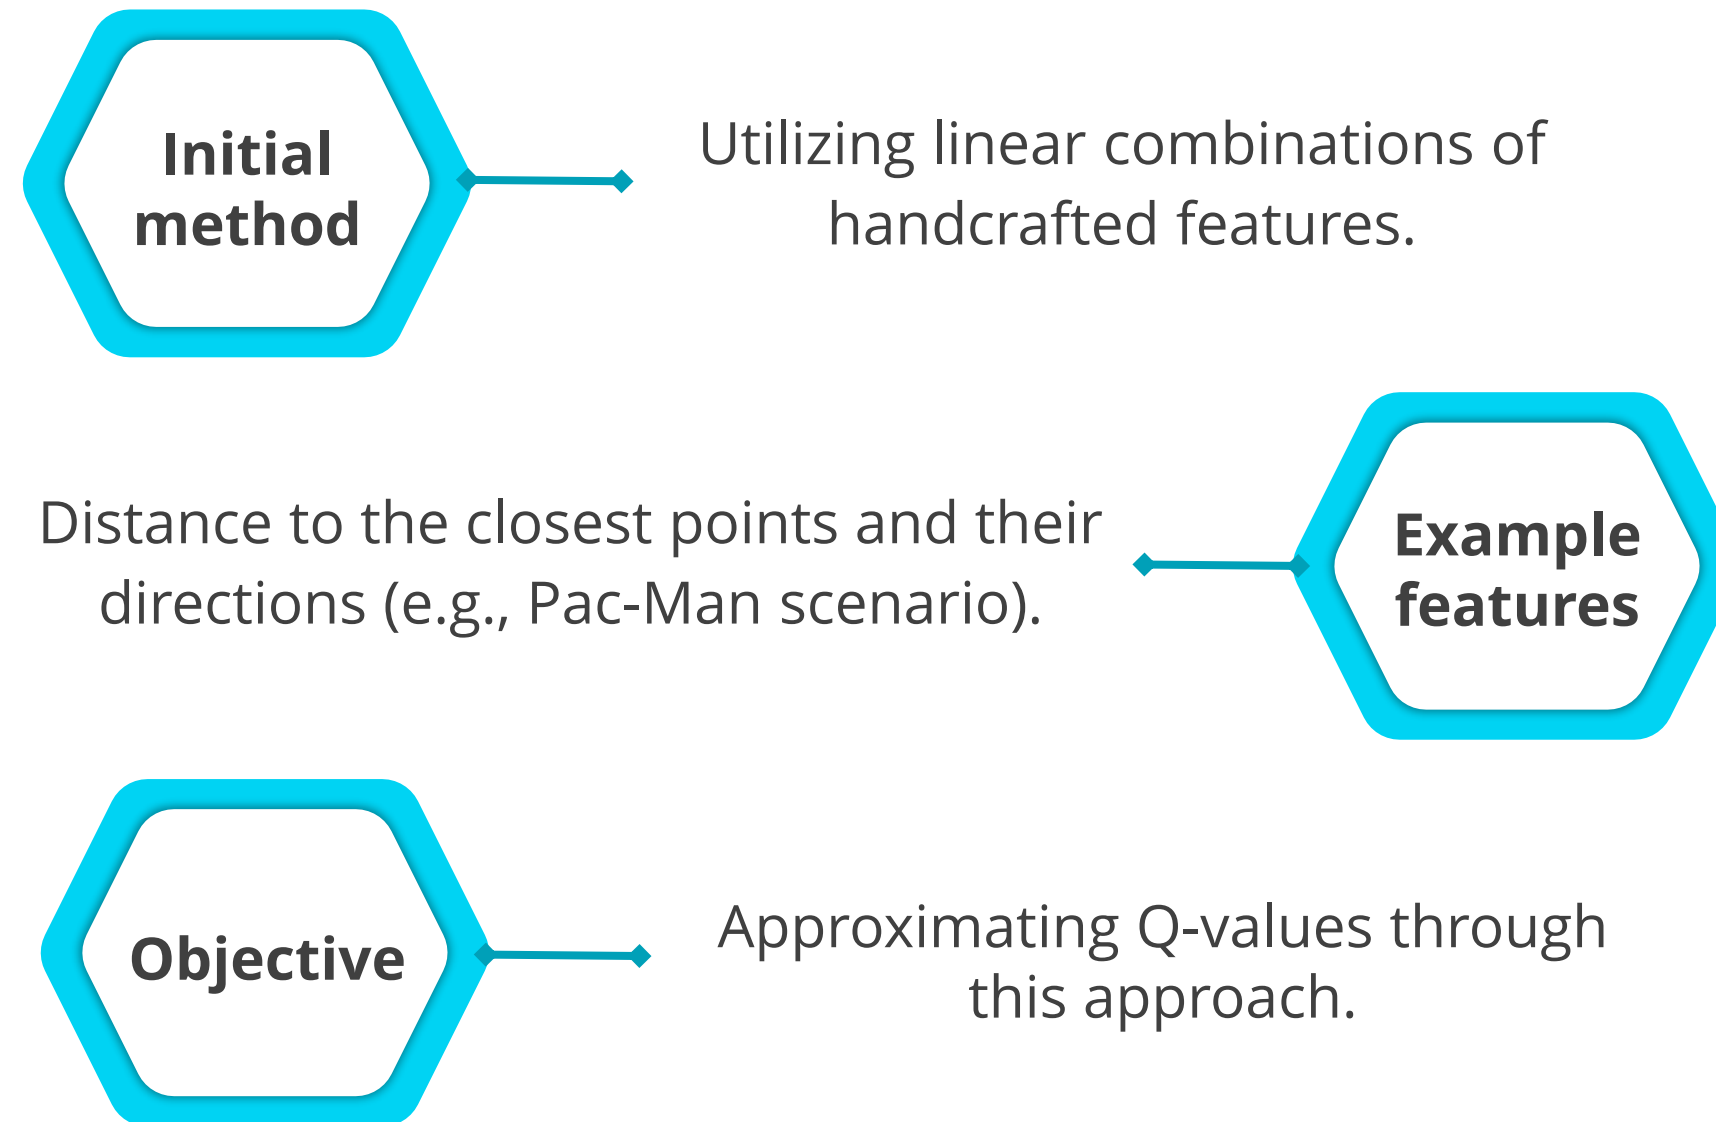 Initial
method
Utilizing linear combinations of
handcrafted features.
Distance to the closest points and their
directions (e.g., Pac-Man scenario).
Example
features
Objective
Approximating Q-values through
this approach.